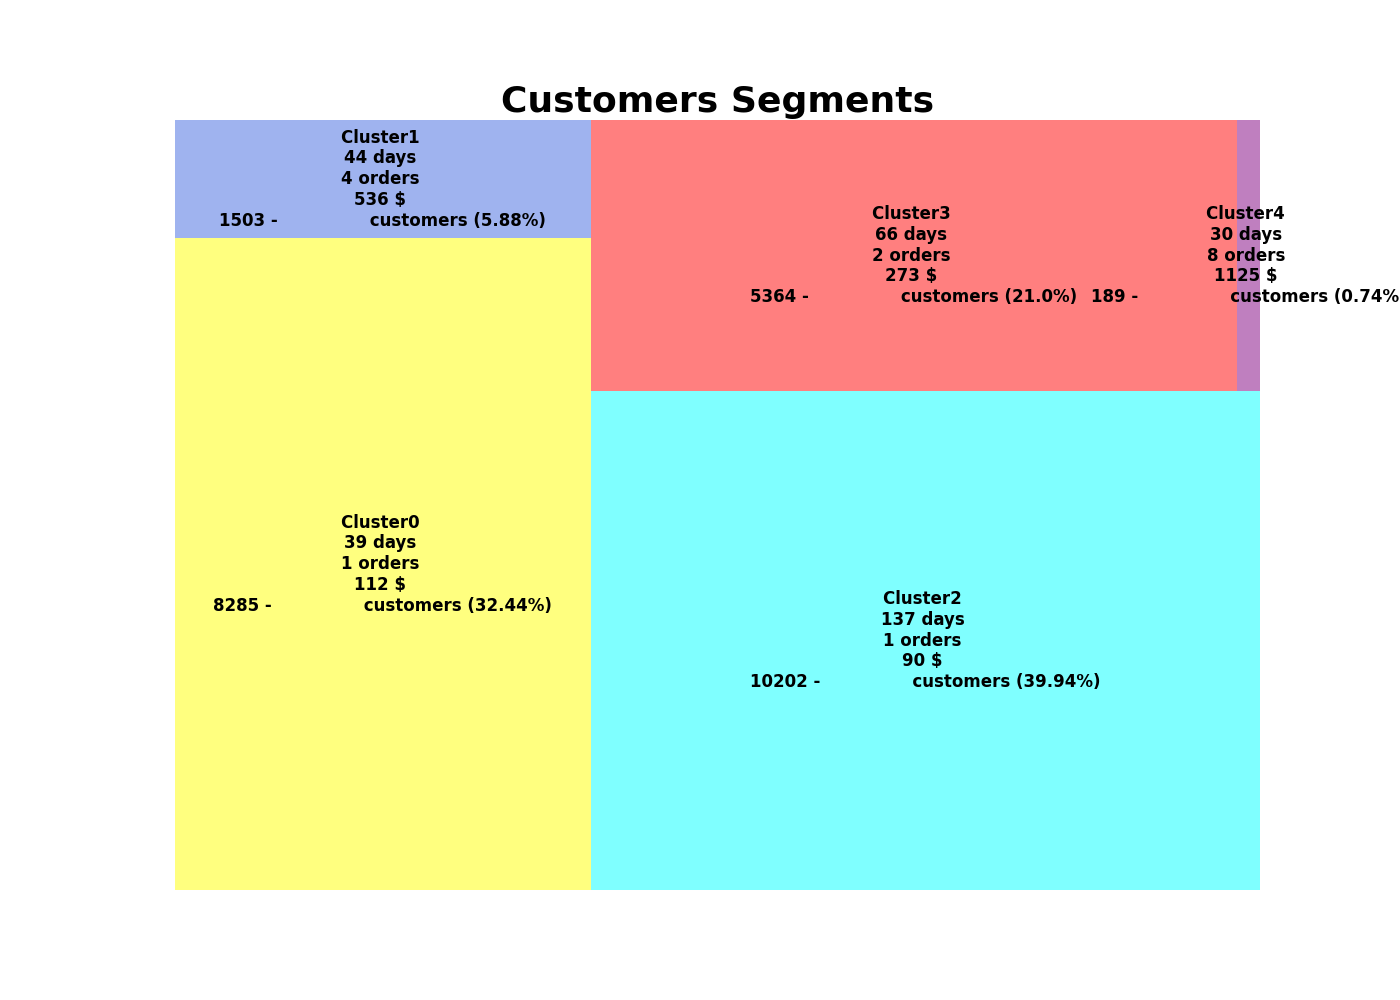 Customers Segments
Cluster1
44 days
4 orders
536 $
1503 - customers (5.88%)
Cluster3
66 days
2 orders
273 $
5364 - customers (21.0%)
Cluster4
30 days
8 orders
1125 $
189 - customers (0.74%
Cluster0
39 days
1 orders
112 $
8285 - customers (32.44%)
Cluster2
137 days
1 orders
90 $
10202 - customers (39.94%)